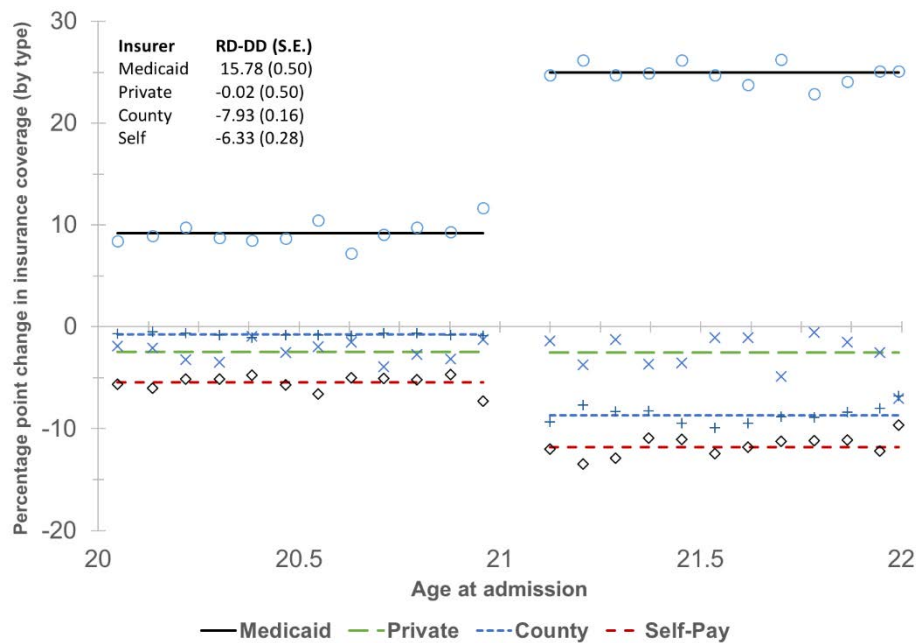 Percentage point change in insurance coverage (by type)
30
20
10
0
-10
-20
Insurer RD-DD (S.E.)
Medicaid 15.78 (0.50)
Private -0.02 (0.50)
County -7.93 (0.16)
Self -6.33 (0.28)
20 20.5 21 21.5 22
Age at admission
Medicaid Private County Self-Pay